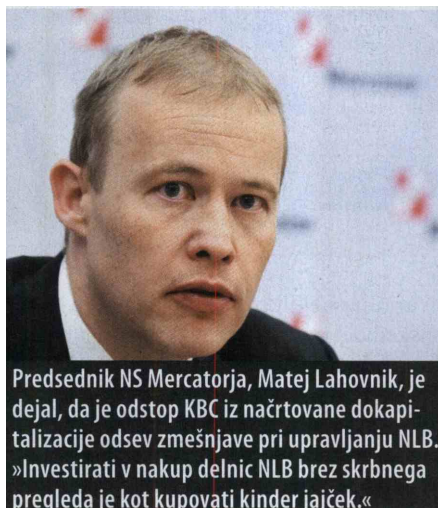 Predsednik NS Mercatorja, Matej Lahovnik, je
dejal, da je odstop KBC iz načrtovane dokapi-
talizacije odsev zmešnjave pri upravljanju NLB.
»Investirati v nakup delnic NLB brez skrbnega
pregleda je kot kupovati kinder jajček.«